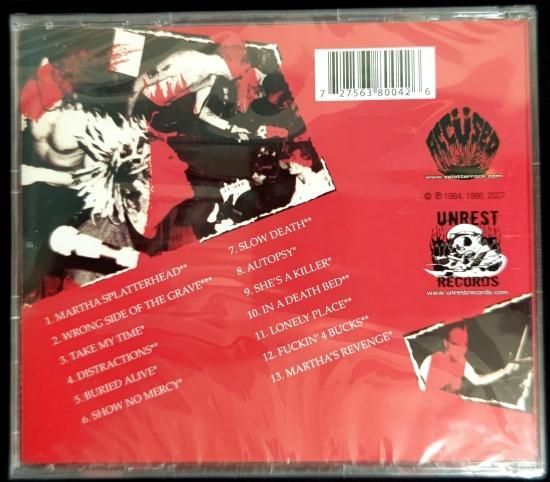 7 27563 80042 6
ACCÜSED
www.splatterrock.com
© ℗ 1984, 1986, 2007
UNREST
RECORDS
www.unrestrecords.com
1. MARTHA SPLATTERHEAD**
2. WRONG SIDE OF THE GRAVE***
3. TAKE MY TIME*
4. DISTRACTIONS**
5. BURIED ALIVE*
6. SHOW NO MERCY*
7. SLOW DEATH**
8. AUTOPSY*
9. SHE'S A KILLER*
10. IN A DEATH BED**
11. LONELY PLACE**
12. FUCKIN' 4 BUCKS**
13. MARTHA'S REVENGE*